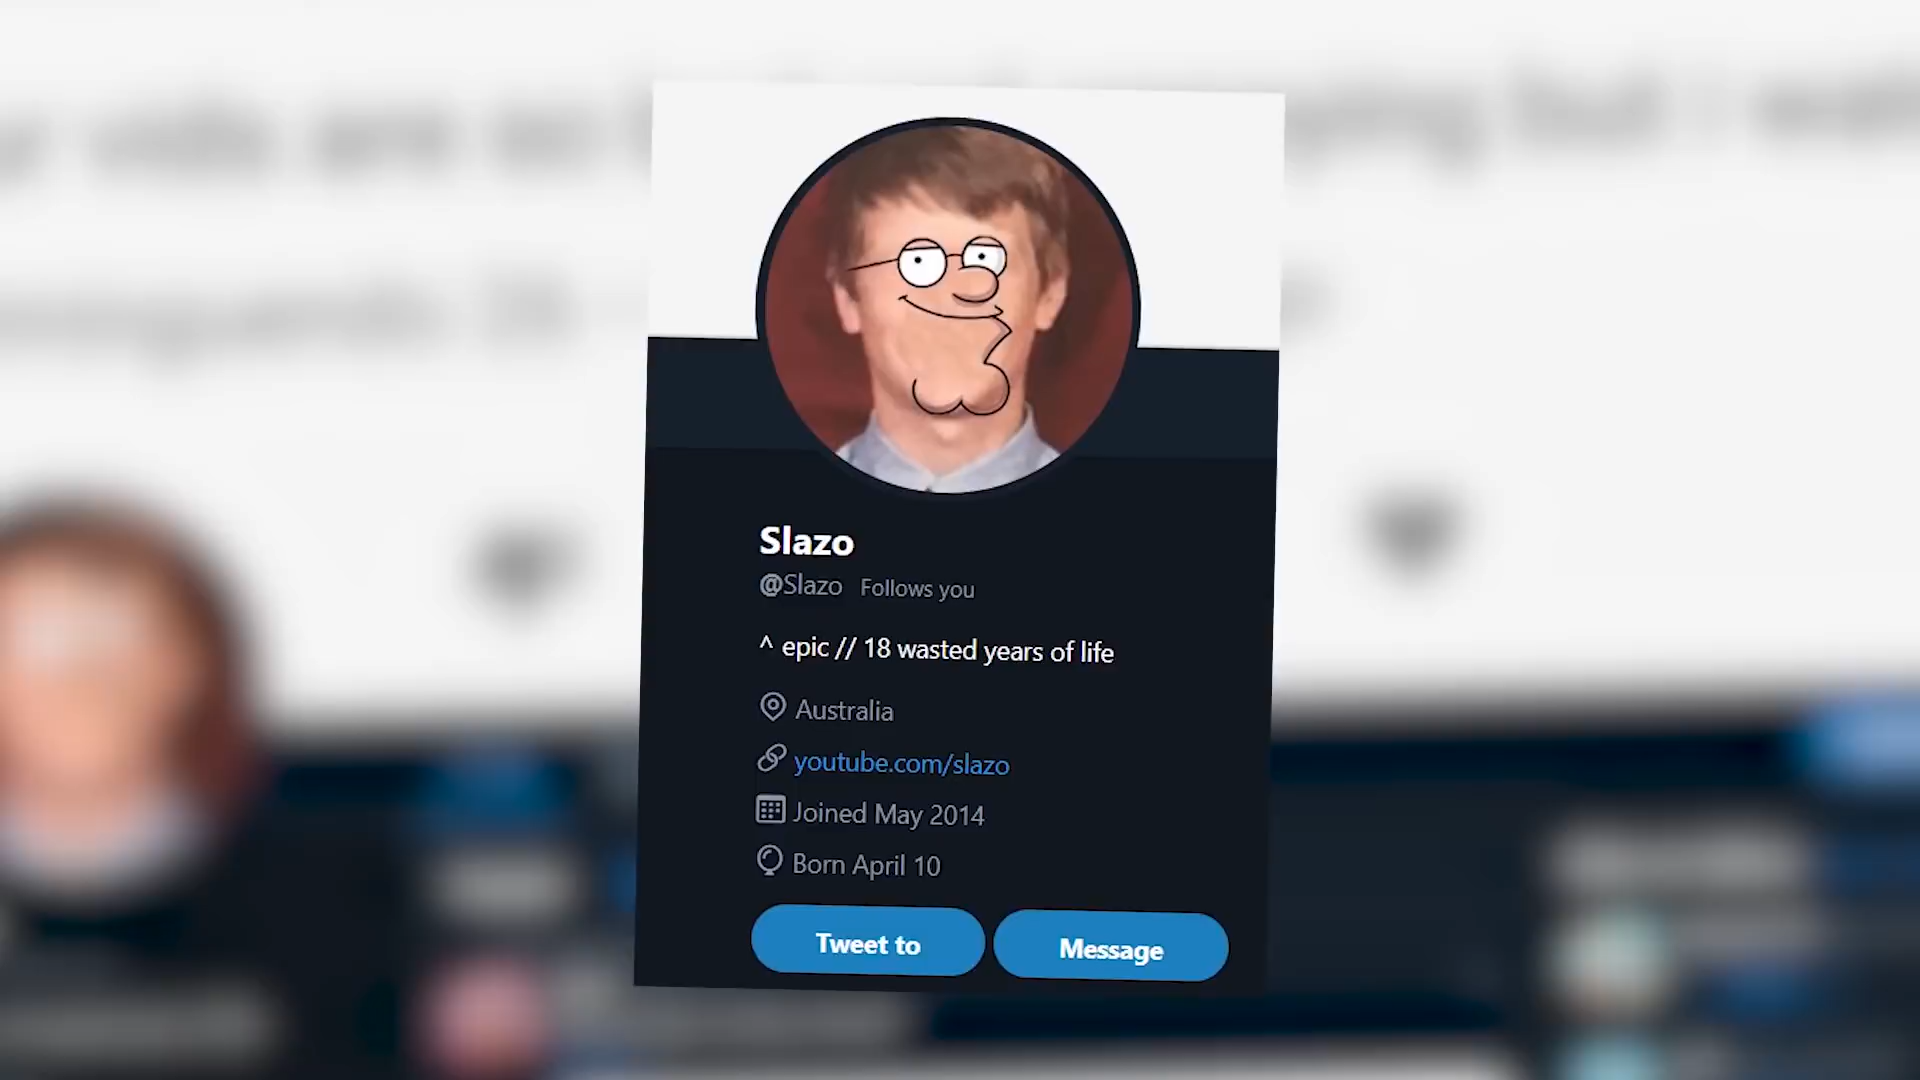 Slazo
@Slazo Follows you
^ epic // 18 wasted years of life
Australia
youtube.com/slazo
Joined May 2014
Born April 10
Tweet to Message